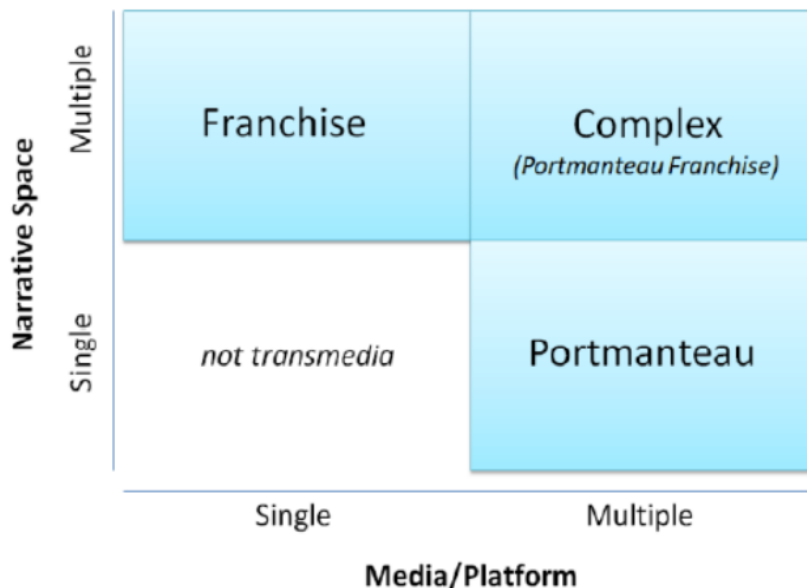 Narrative Space
Multiple
Single
Franchise
Complex
(Portmanteau Franchise)
not transmedia
Portmanteau
Single
Multiple
Media/Platform